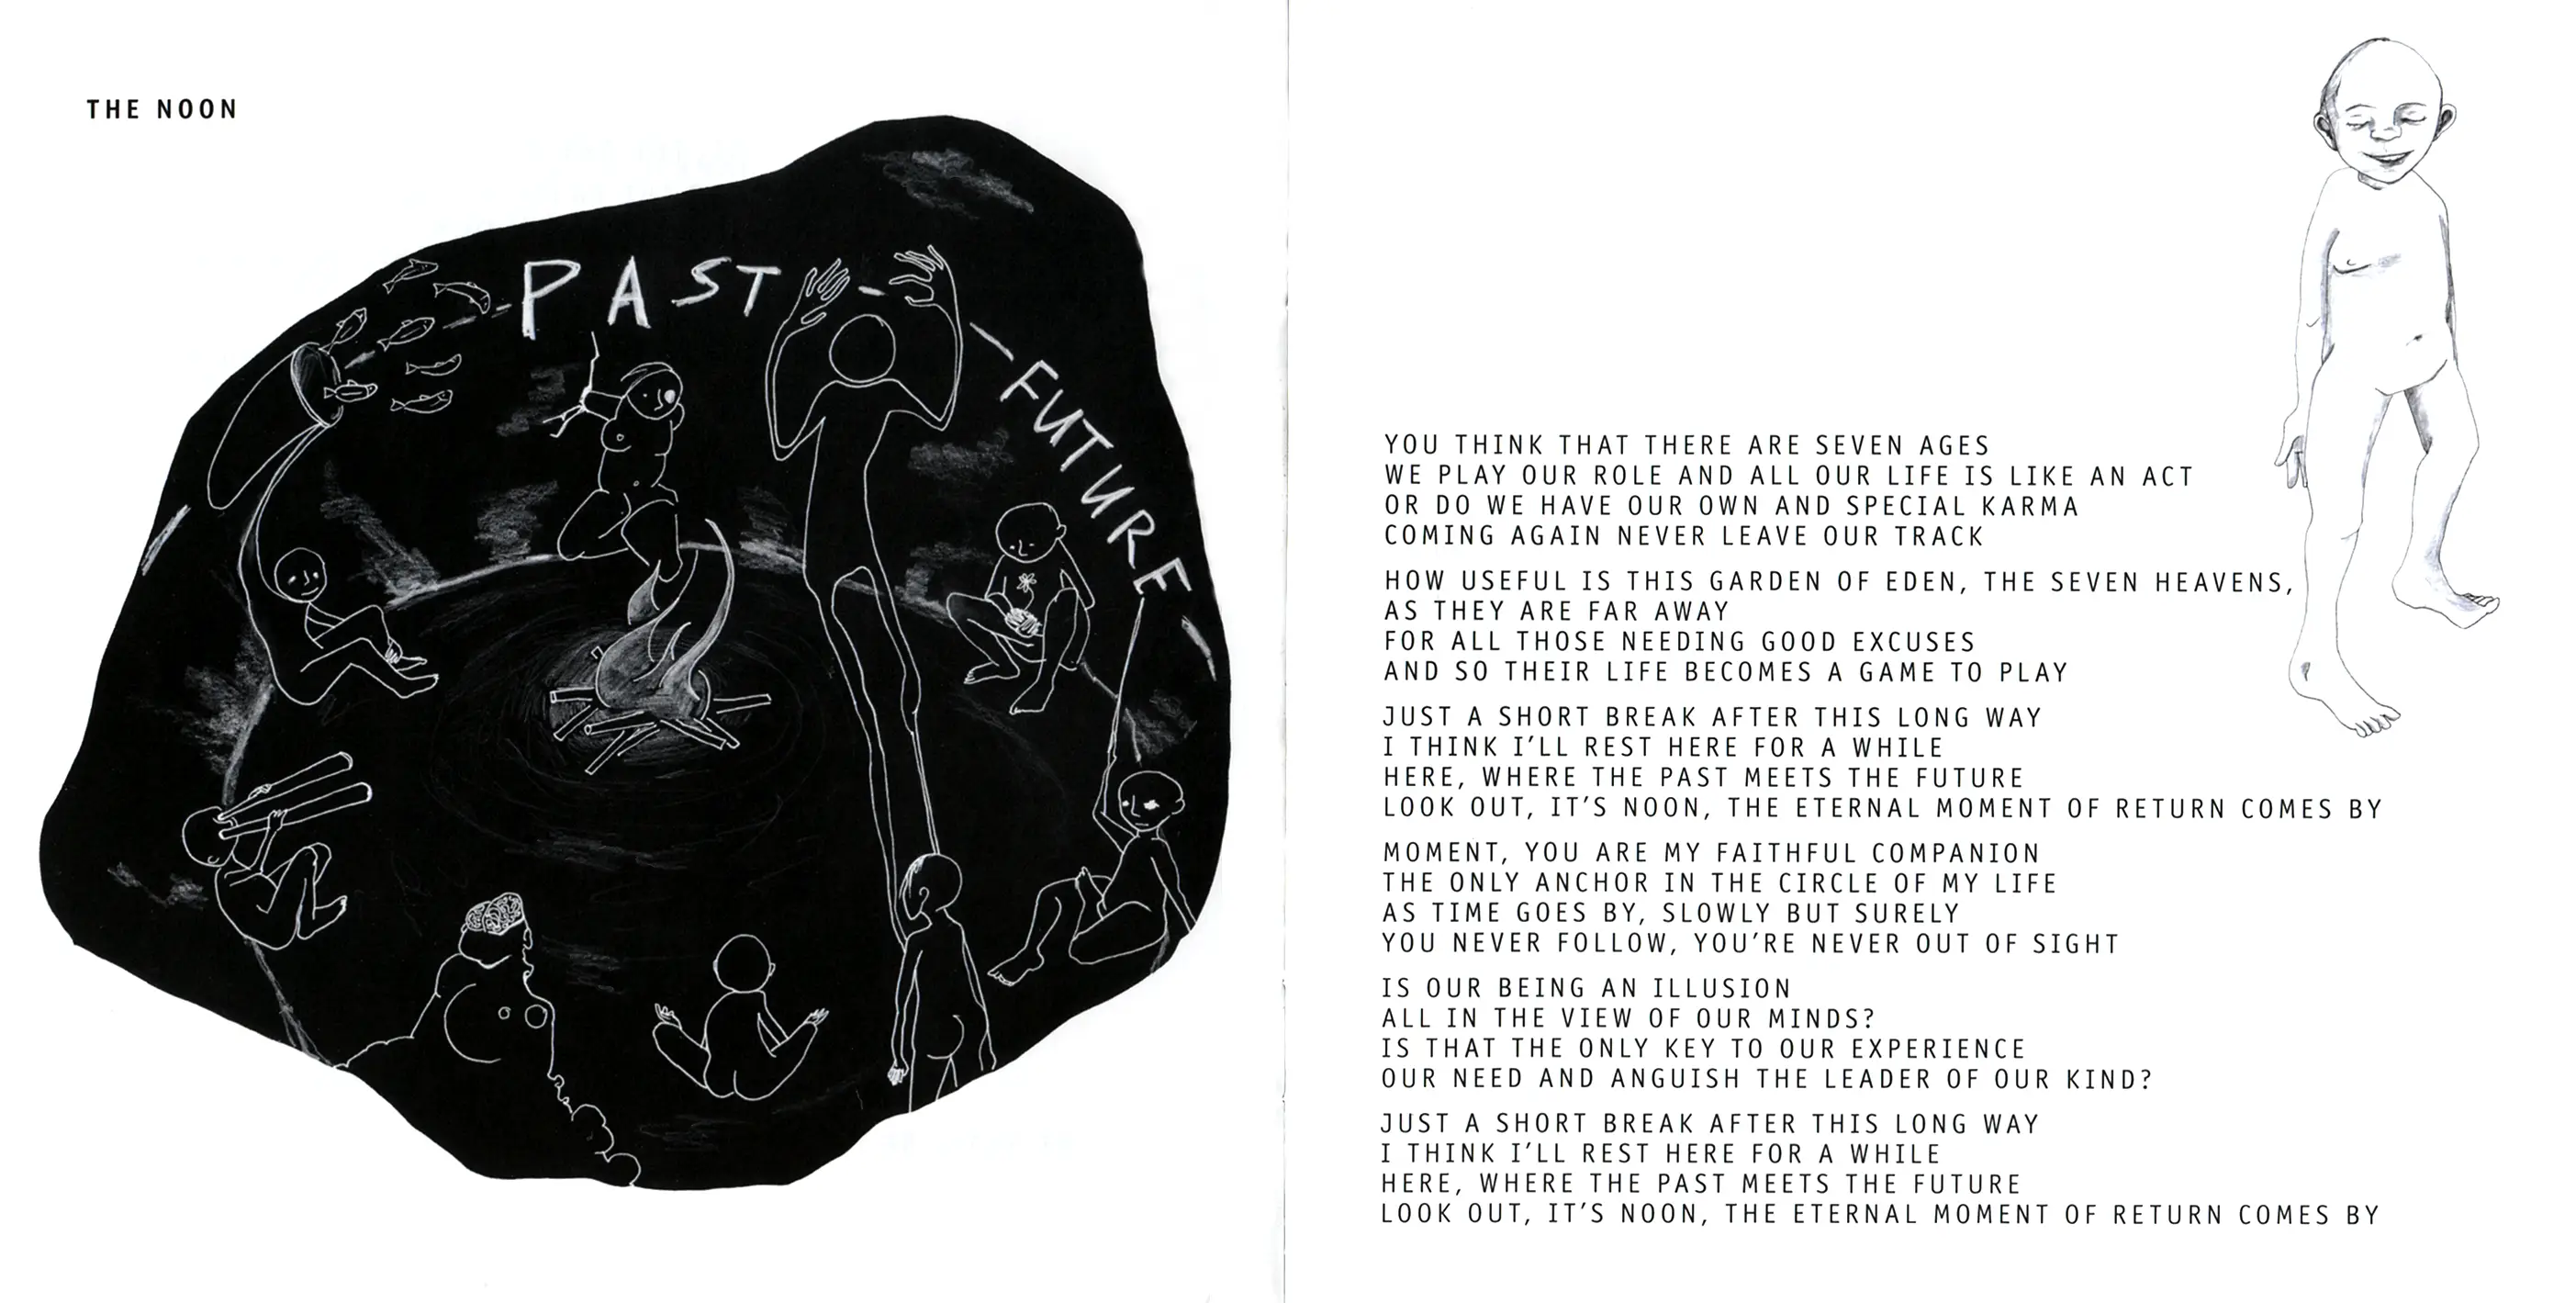 THE NOON
PAST
FUTURE
YOU THINK THAT THERE ARE SEVEN AGES
WE PLAY OUR ROLE AND ALL OUR LIFE IS LIKE AN ACT
OR DO WE HAVE OUR OWN AND SPECIAL KARMA
COMING AGAIN NEVER LEAVE OUR TRACK
HOW USEFUL IS THIS GARDEN OF EDEN, THE SEVEN HEAVENS,
AS THEY ARE FAR AWAY
FOR ALL THOSE NEEDING GOOD EXCUSES
AND SO THEIR LIFE BECOMES A GAME TO PLAY
JUST A SHORT BREAK AFTER THIS LONG WAY
I THINK I'LL REST HERE FOR A WHILE
HERE, WHERE THE PAST MEETS THE FUTURE
LOOK OUT, IT'S NOON, THE ETERNAL MOMENT OF RETURN COMES BY
MOMENT, YOU ARE MY FAITHFUL COMPANION
THE ONLY ANCHOR IN THE CIRCLE OF MY LIFE
AS TIME GOES BY, SLOWLY BUT SURELY
YOU NEVER FOLLOW, YOU'RE NEVER OUT OF SIGHT
IS OUR BEING AN ILLUSION
ALL IN THE VIEW OF OUR MINDS?
IS THAT THE ONLY KEY TO OUR EXPERIENCE
OUR NEED AND ANGUISH THE LEADER OF OUR KIND?
JUST A SHORT BREAK AFTER THIS LONG WAY
I THINK I'LL REST HERE FOR A WHILE
HERE, WHERE THE PAST MEETS THE FUTURE
LOOK OUT, IT'S NOON, THE ETERNAL MOMENT OF RETURN COMES BY